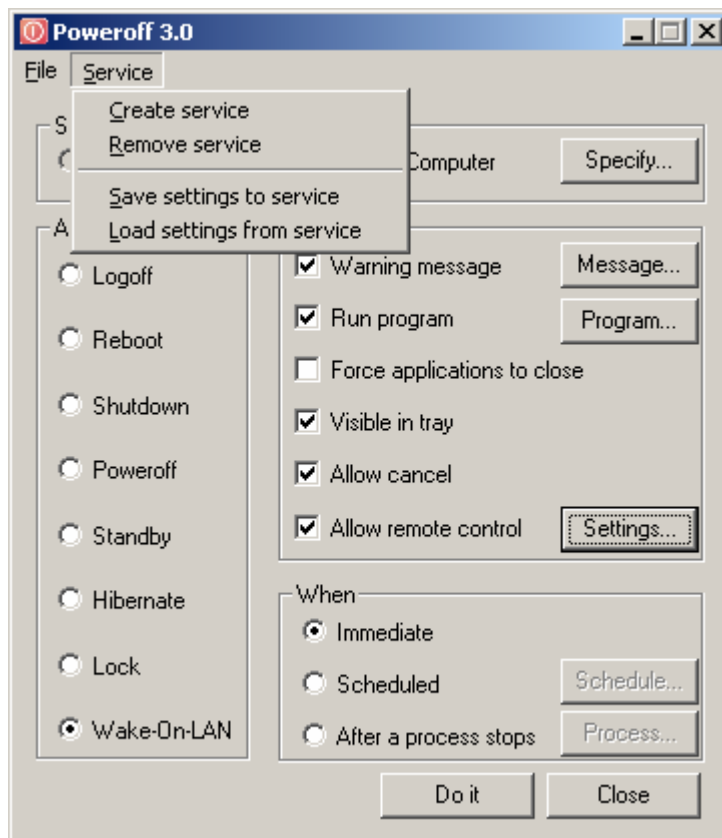 Poweroff 3.0
File Service
Create service
Remove service
Save settings to service
Load settings from service
S
Computer Specify...
A
Logoff
Reboot
Shutdown
Poweroff
Standby
Hibernate
Lock
Wake-On-LAN
Warning message Message...
Run program Program...
Force applications to close
Visible in tray
Allow cancel
Allow remote control Settings...
When
Immediate
Scheduled Schedule...
After a process stops Process...
Do it Close